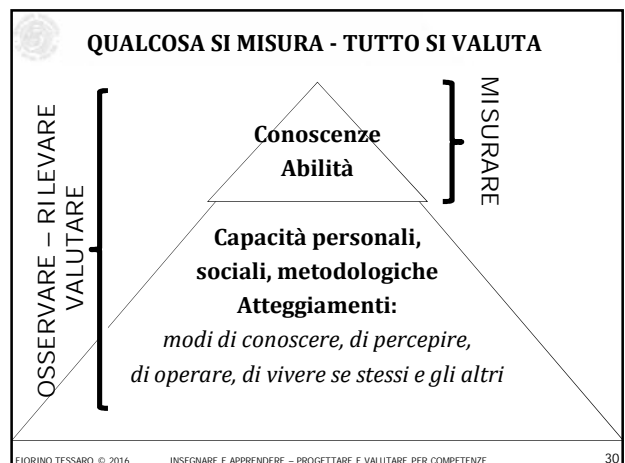 QUALCOSA SI MISURA - TUTTO SI VALUTA
OSSERVARE – RILEVARE
VALUTARE
Conoscenze
Abilità
MISURARE
Capacità personali,
sociali, metodologiche
Atteggiamenti:
modi di conoscere, di percepire,
di operare, di vivere se stessi e gli altri
FIORINO TESSARO © 2016 INSEGNARE E APPRENDERE – PROGETTARE E VALUTARE PER COMPETENZE 30